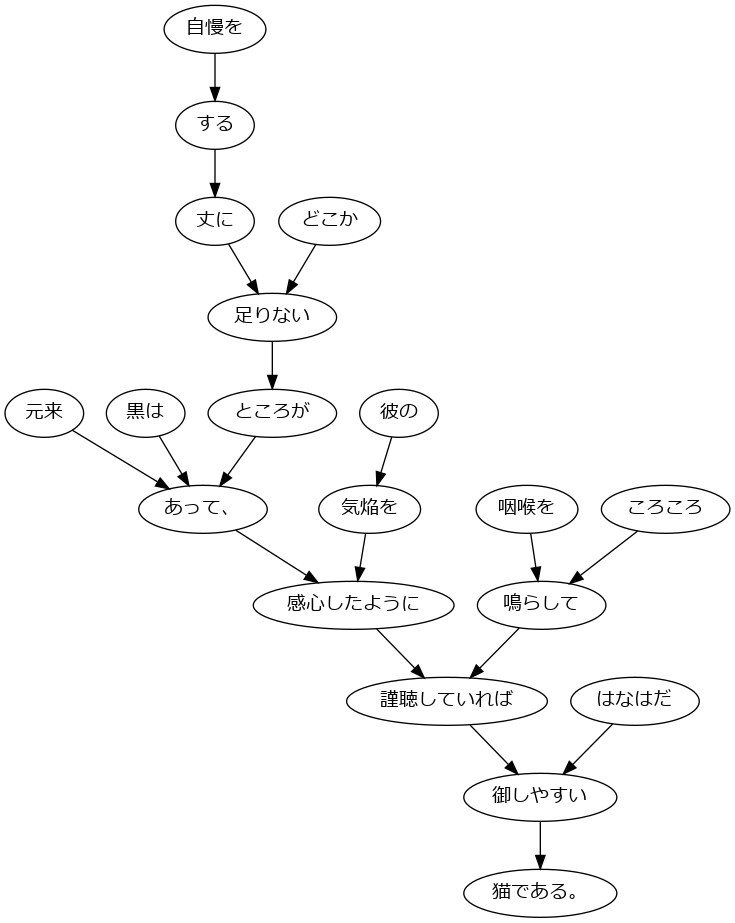 自慢を
する
丈に
どこか
足りない
元来
黒は
ところが
彼の
あって、
気焔を
咽喉を
ころころ
感心したように
鳴らして
謹聴していれば
はなはだ
御しやすい
猫である。